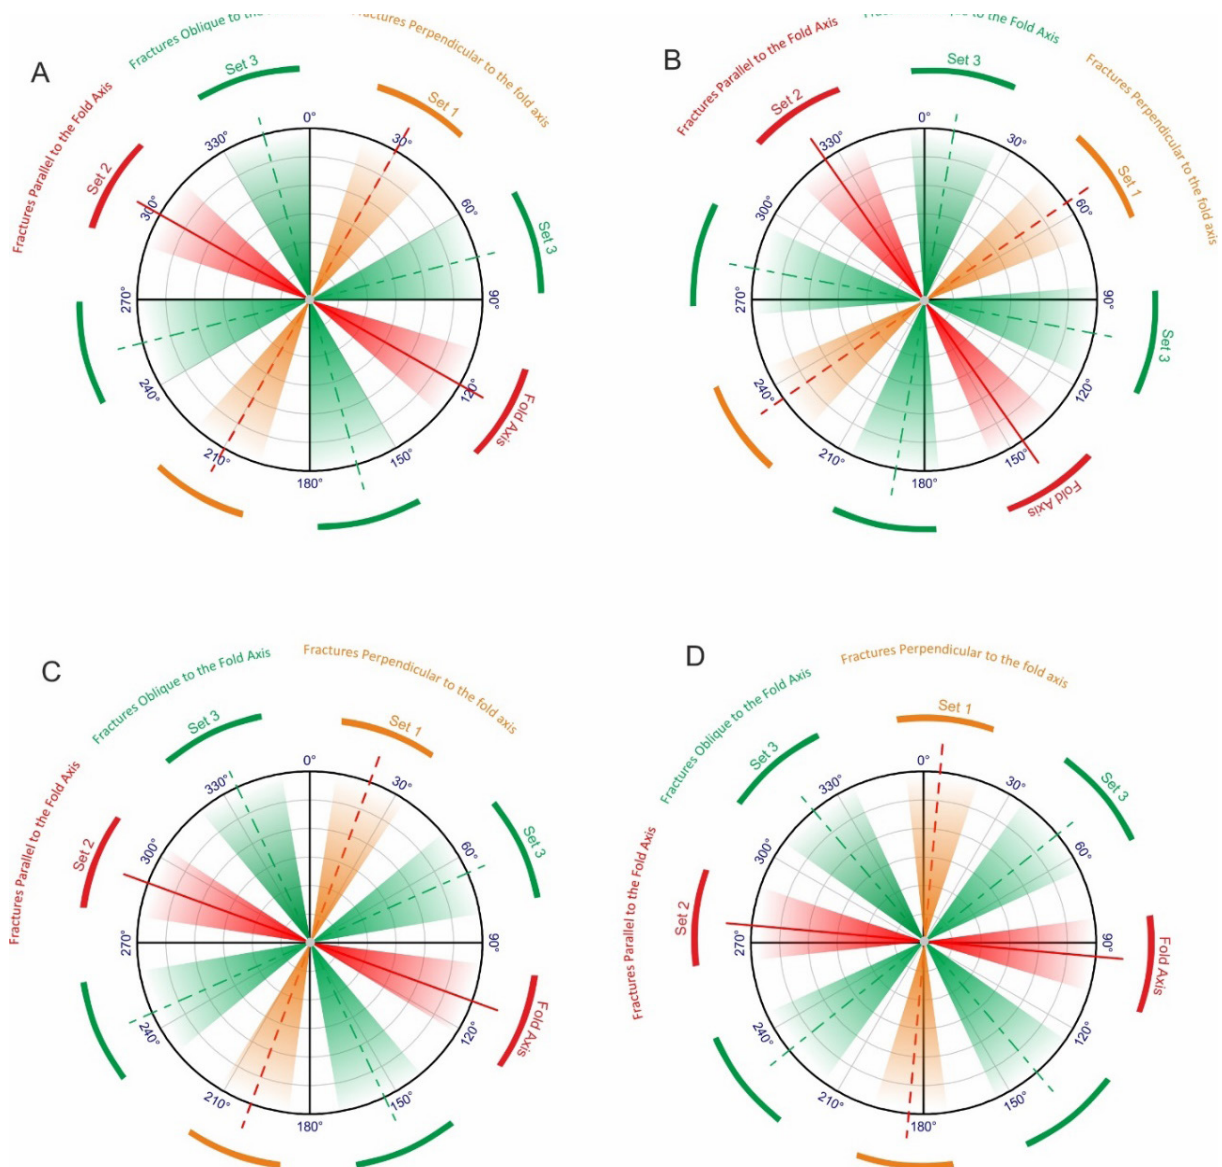 A
Fractures Parallel to the Fold Axis
Fractures Oblique to the
Fractures Perpendicular to the fold axis
Set 2
Set 3
Set 1
Set 3
Fold Axis
0°
30°
60°
90°
120°
150°
180°
210°
240°
270°
300°
330°
B
Fractures Parallel to the Fold Axis
to the Fold Axis
Fractures Perpendicular to the fold axis
Set 2
Set 3
Set 1
Set 3
Fold Axis
0°
60°
90°
120°
150°
180°
210°
240°
270°
300°
330°
C
Fractures Parallel to the Fold Axis
Fractures Oblique to the Fold Axis
Fractures Perpendicular to the fold axis
Set 2
Set 3
Set 1
Set 3
Fold Axis
0°
30°
60°
90°
120°
150°
180°
210°
240°
270°
300°
330°
D
Fractures Parallel to the Fold Axis
Fractures Oblique to the Fold Axis
Fractures Perpendicular to the fold axis
Set 2
Set 3
Set 1
Set 3
Fold Axis
0°
30°
60°
90°
120°
150°
180°
210°
240°
270°
300°
330°